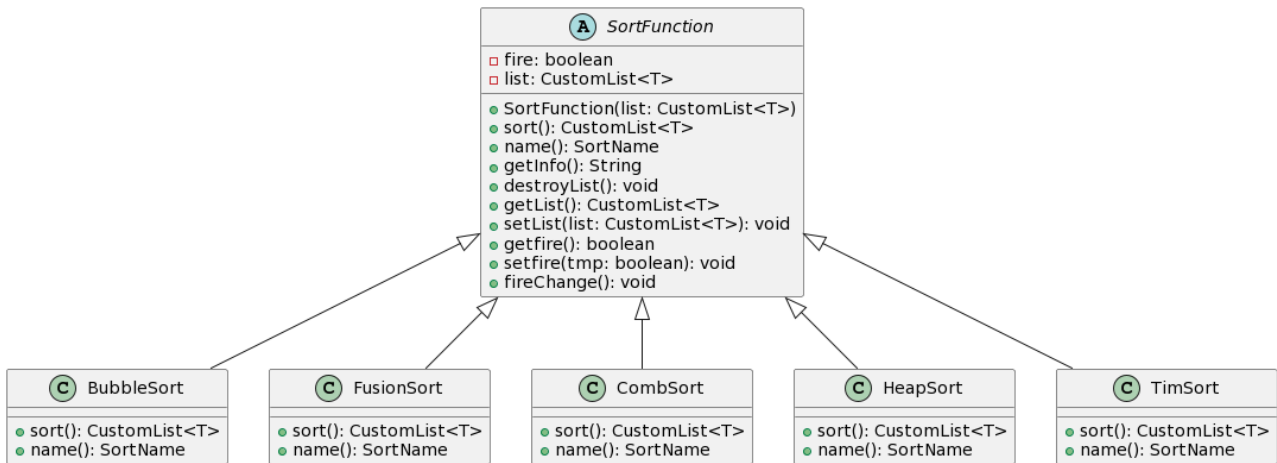 A SortFunction
fire: boolean
list: CustomList<T>
SortFunction(list: CustomList<T>)
sort(): CustomList<T>
name(): SortName
getInfo(): String
destroyList(): void
getList(): CustomList<T>
setList(list: CustomList<T>): void
getfire(): boolean
setfire(tmp: boolean): void
fireChange(): void
C BubbleSort
sort(): CustomList<T>
name(): SortName
C FusionSort
sort(): CustomList<T>
name(): SortName
C CombSort
sort(): CustomList<T>
name(): SortName
C HeapSort
sort(): CustomList<T>
name(): SortName
C TimSort
sort(): CustomList<T>
name(): SortName